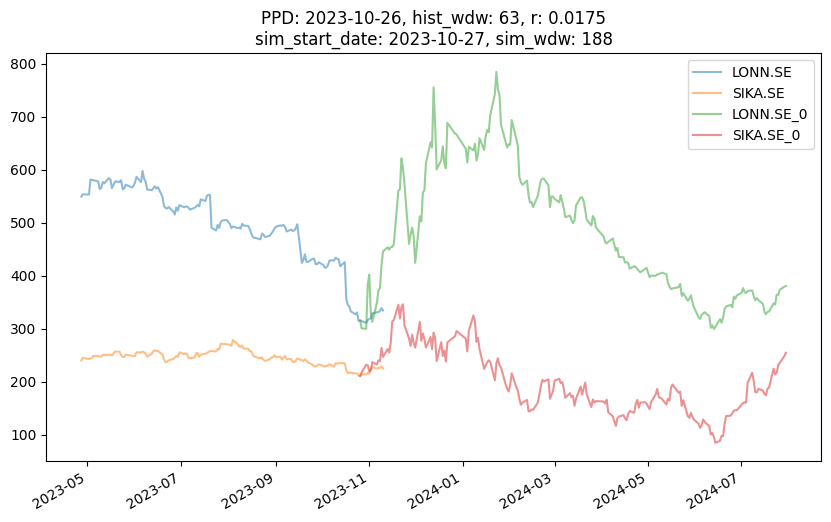 PPD: 2023-10-26, hist_wdw: 63, r: 0.0175
sim_start_date: 2023-10-27, sim_wdw: 188
800
700
600
500
400
300
200
100
LONN.SE
SIKA.SE
LONN.SE_0
SIKA.SE_0
2023-05
2023-07
2023-09
2023-11
2024-01
2024-03
2024-05
2024-07